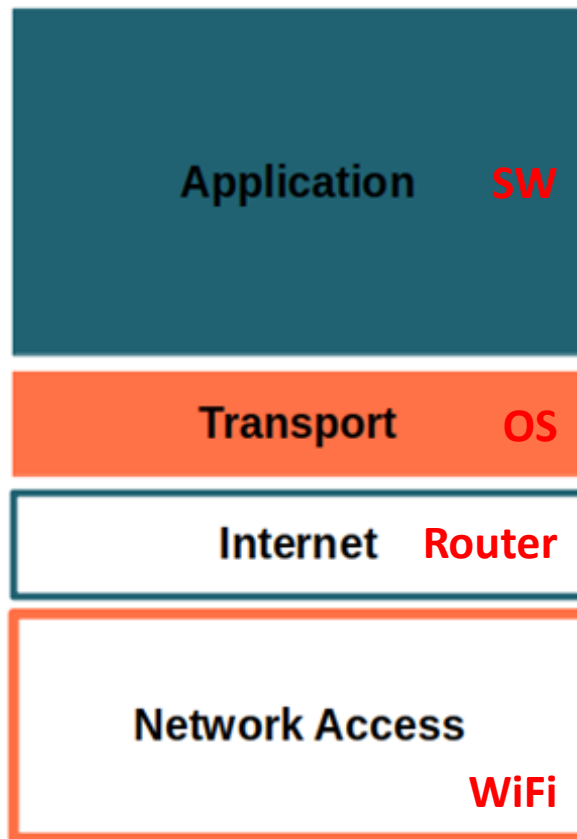 Application SW
Transport OS
Internet Router
Network Access
WiFi